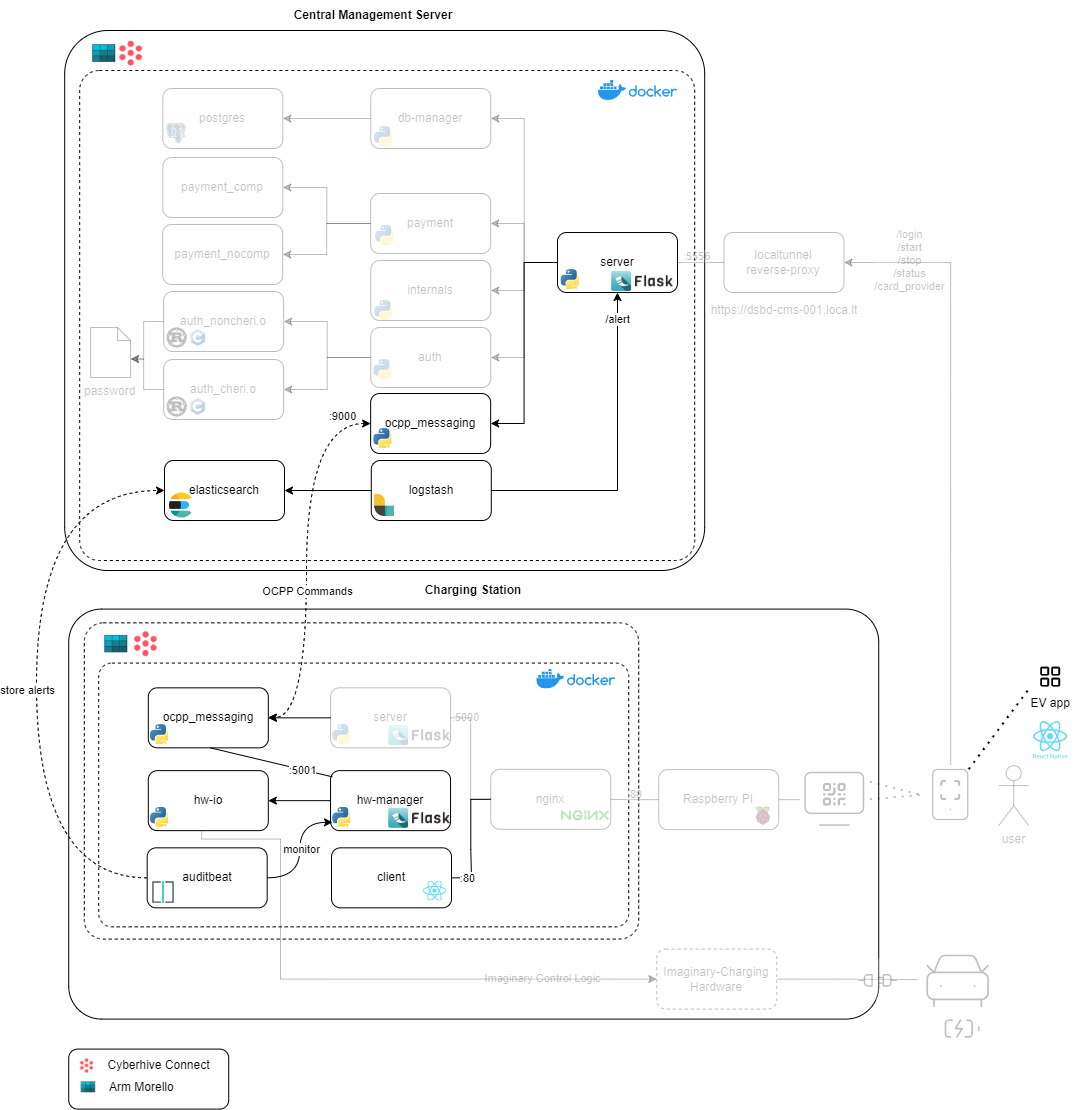 Central Management Server
docker
postgres
db-manager
payment_comp
payment
payment_nocomp
server
Flask
:5556
localtunnel
reverse-proxy
/login
/start
/stop
/status
/card_provider
https://dsbd-cms-001.loca.lt
internals
/alert
auth_noncheri.o
auth
password
auth_cheri.o
:9000
ocpp_messaging
elasticsearch
logstash
OCPP Commands
Charging Station
docker
store alerts
EV app
React Native
ocpp_messaging
server
Flask
:5000
:5001
hw-io
hw-manager
Flask
nginx
NGINX
:80
Raspberry PI
user
monitor
auditbeat
client
:80
Imaginary Control Logic
Imaginary-Charging
Hardware
Cyberhive Connect
Arm Morello